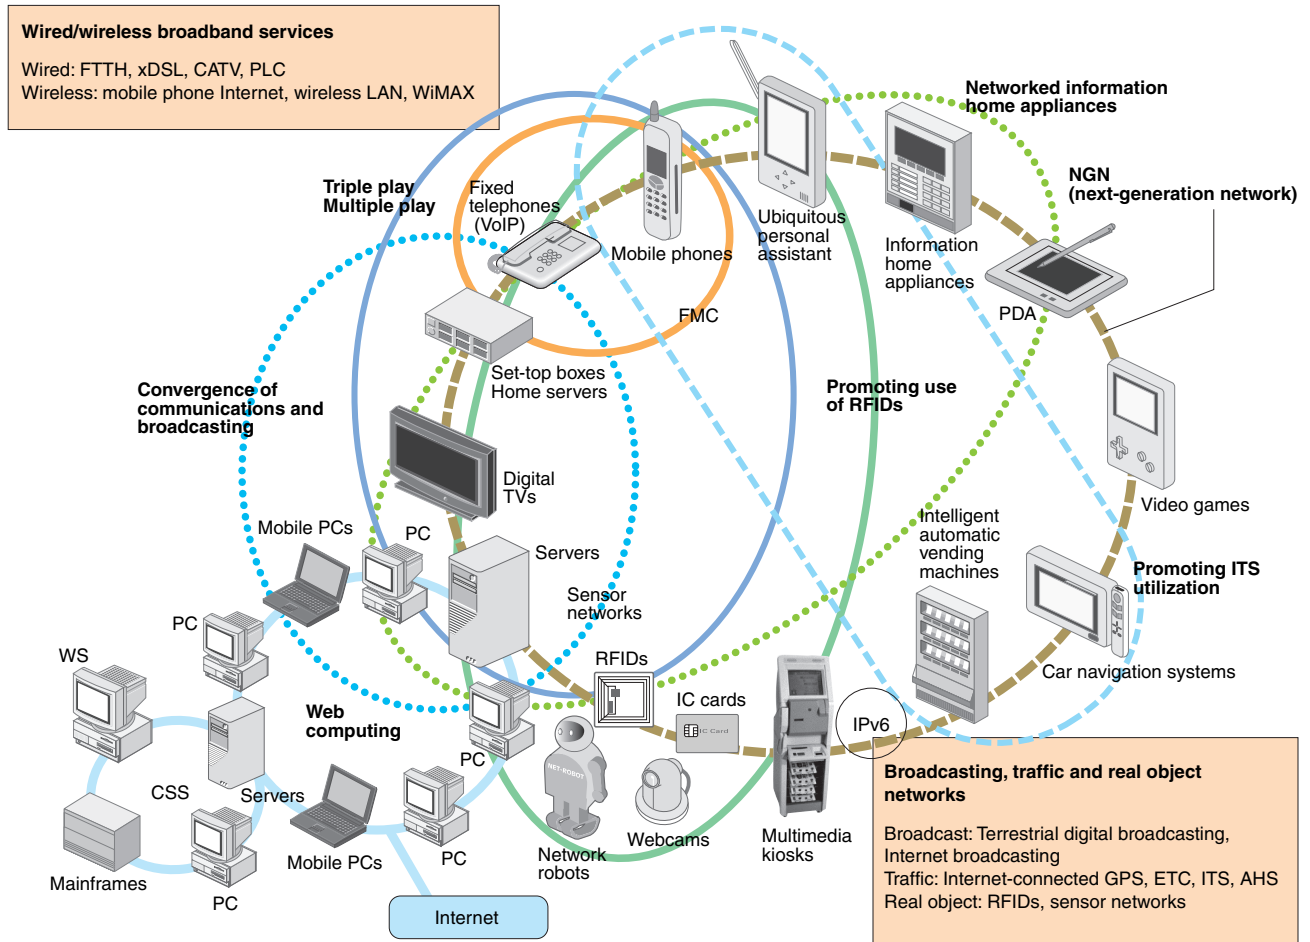 Wired/wireless broadband services
Wired: FTTH, xDSL, CATV, PLC
Wireless: mobile phone Internet, wireless LAN, WiMAX
Networked information
home appliances
NGN
(next-generation network)
Triple play
Multiple play
Fixed
telephones
(VoIP)
Mobile phones
Ubiquitous
personal
assistant
Information
home
appliances
PDA
FMC
Set-top boxes
Home servers
Convergence of
communications and
broadcasting
Promoting use
of RFIDs
Digital
TVs
Video games
Mobile PCs
PC
Servers
Intelligent
automatic
vending
machines
Promoting ITS
utilization
Sensor
networks
PC
WS
RFIDs
IC cards
IC Card
Car navigation systems
Web
computing
IPv6
PC
NET-ROBOT
CSS
Servers
Mobile PCs
PC
Network
robots
Webcams
Multimedia
kiosks
Mainframes
PC
Internet
Broadcasting, traffic and real object
networks
Broadcast: Terrestrial digital broadcasting,
Internet broadcasting
Traffic: Internet-connected GPS, ETC, ITS, AHS
Real object: RFIDs, sensor networks